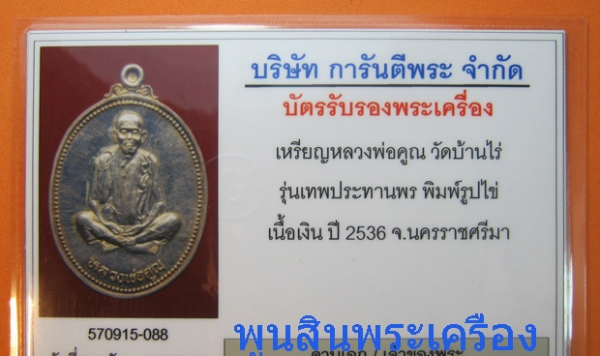 บริษัท การันตีพระ จำกัด
บัตรรับรองพระเครื่อง
เหรียญหลวงพ่อคูณ วัดบ้านไร่
รุ่นเทพประทานพร พิมพ์รูปไข่
เนื้อเงิน ปี 2536 จ.นครราชศรีมา
หลวงพ่อคูณ
570915-088
พนสินพระเครื่อง